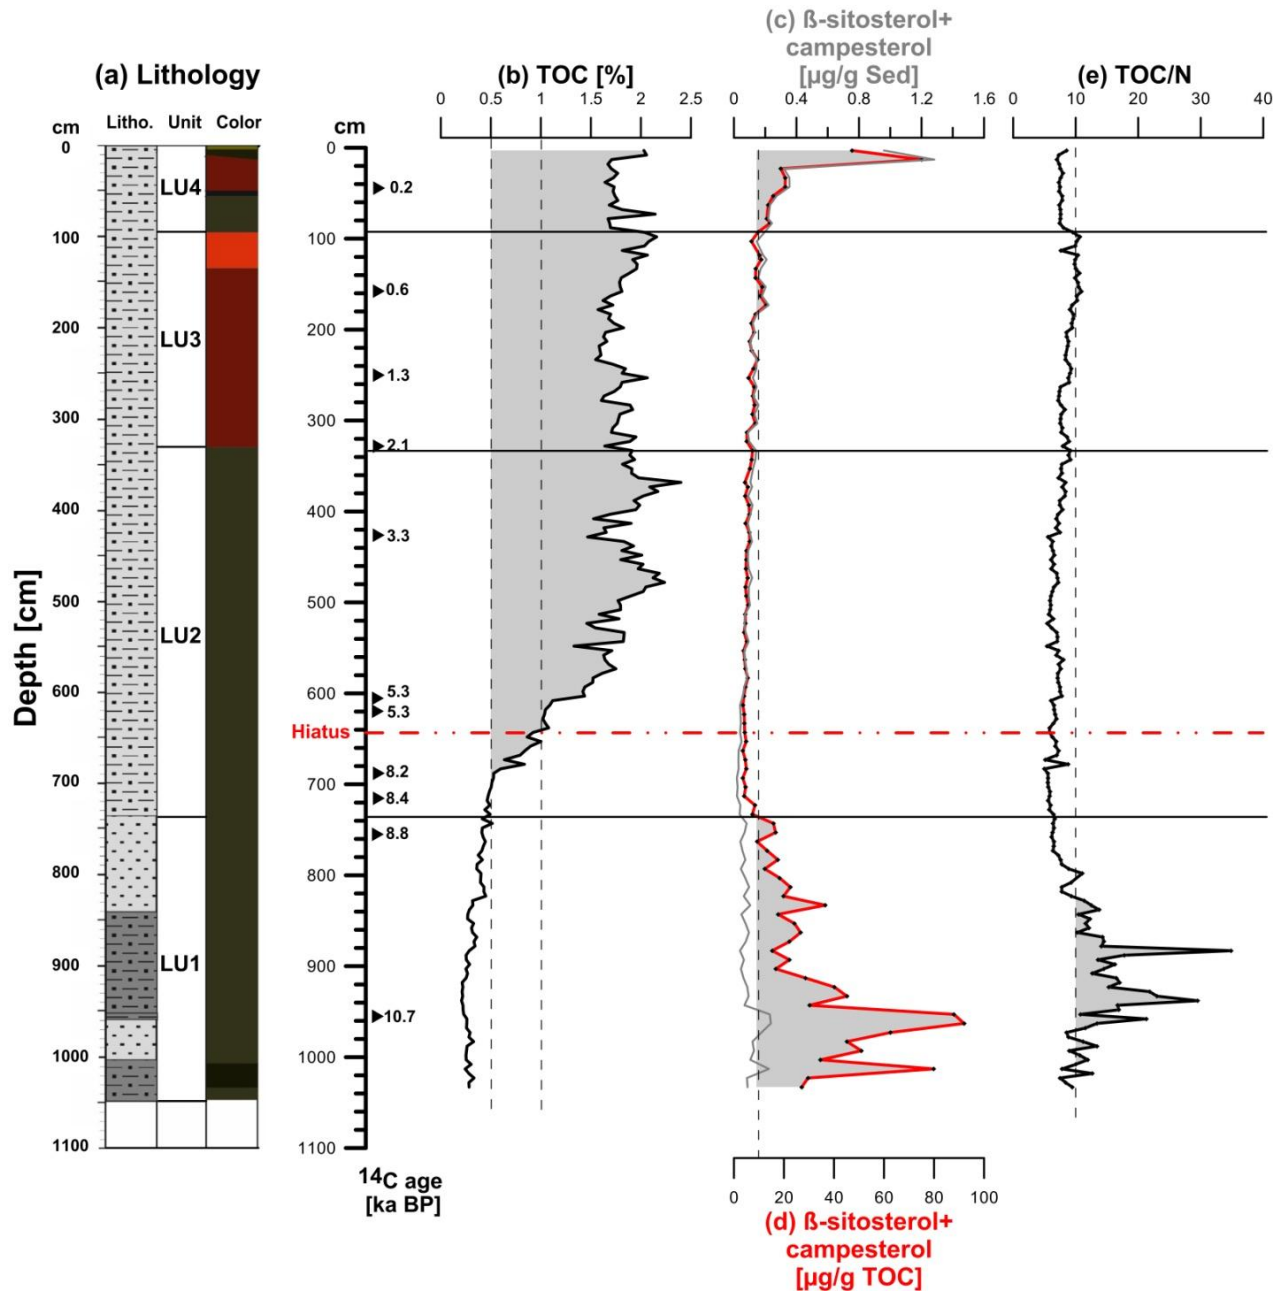 (c) ß-sitosterol+
campesterol
[µg/g Sed]
(a) Lithology
(b) TOC [%]
(e) TOC/N
0 0.5 1 1.5 2 2.5
0 0.4 0.8 1.2 1.6
0 10 20 30 40
cm Litho. Unit Color
cm
0
100
200
300
400
500
600
700
800
900
1000
1100
Depth [cm]
LU4
LU3
LU2
LU1
0
100
200
300
400
500
600
Hiatus
700
800
900
1000
1100
0.2
0.6
1.3
2.1
3.3
5.3
5.3
8.2
8.4
8.8
10.7
14C age
[ka BP]
0 20 40 60 80 100
(d) ß-sitosterol+
campesterol
[µg/g TOC]